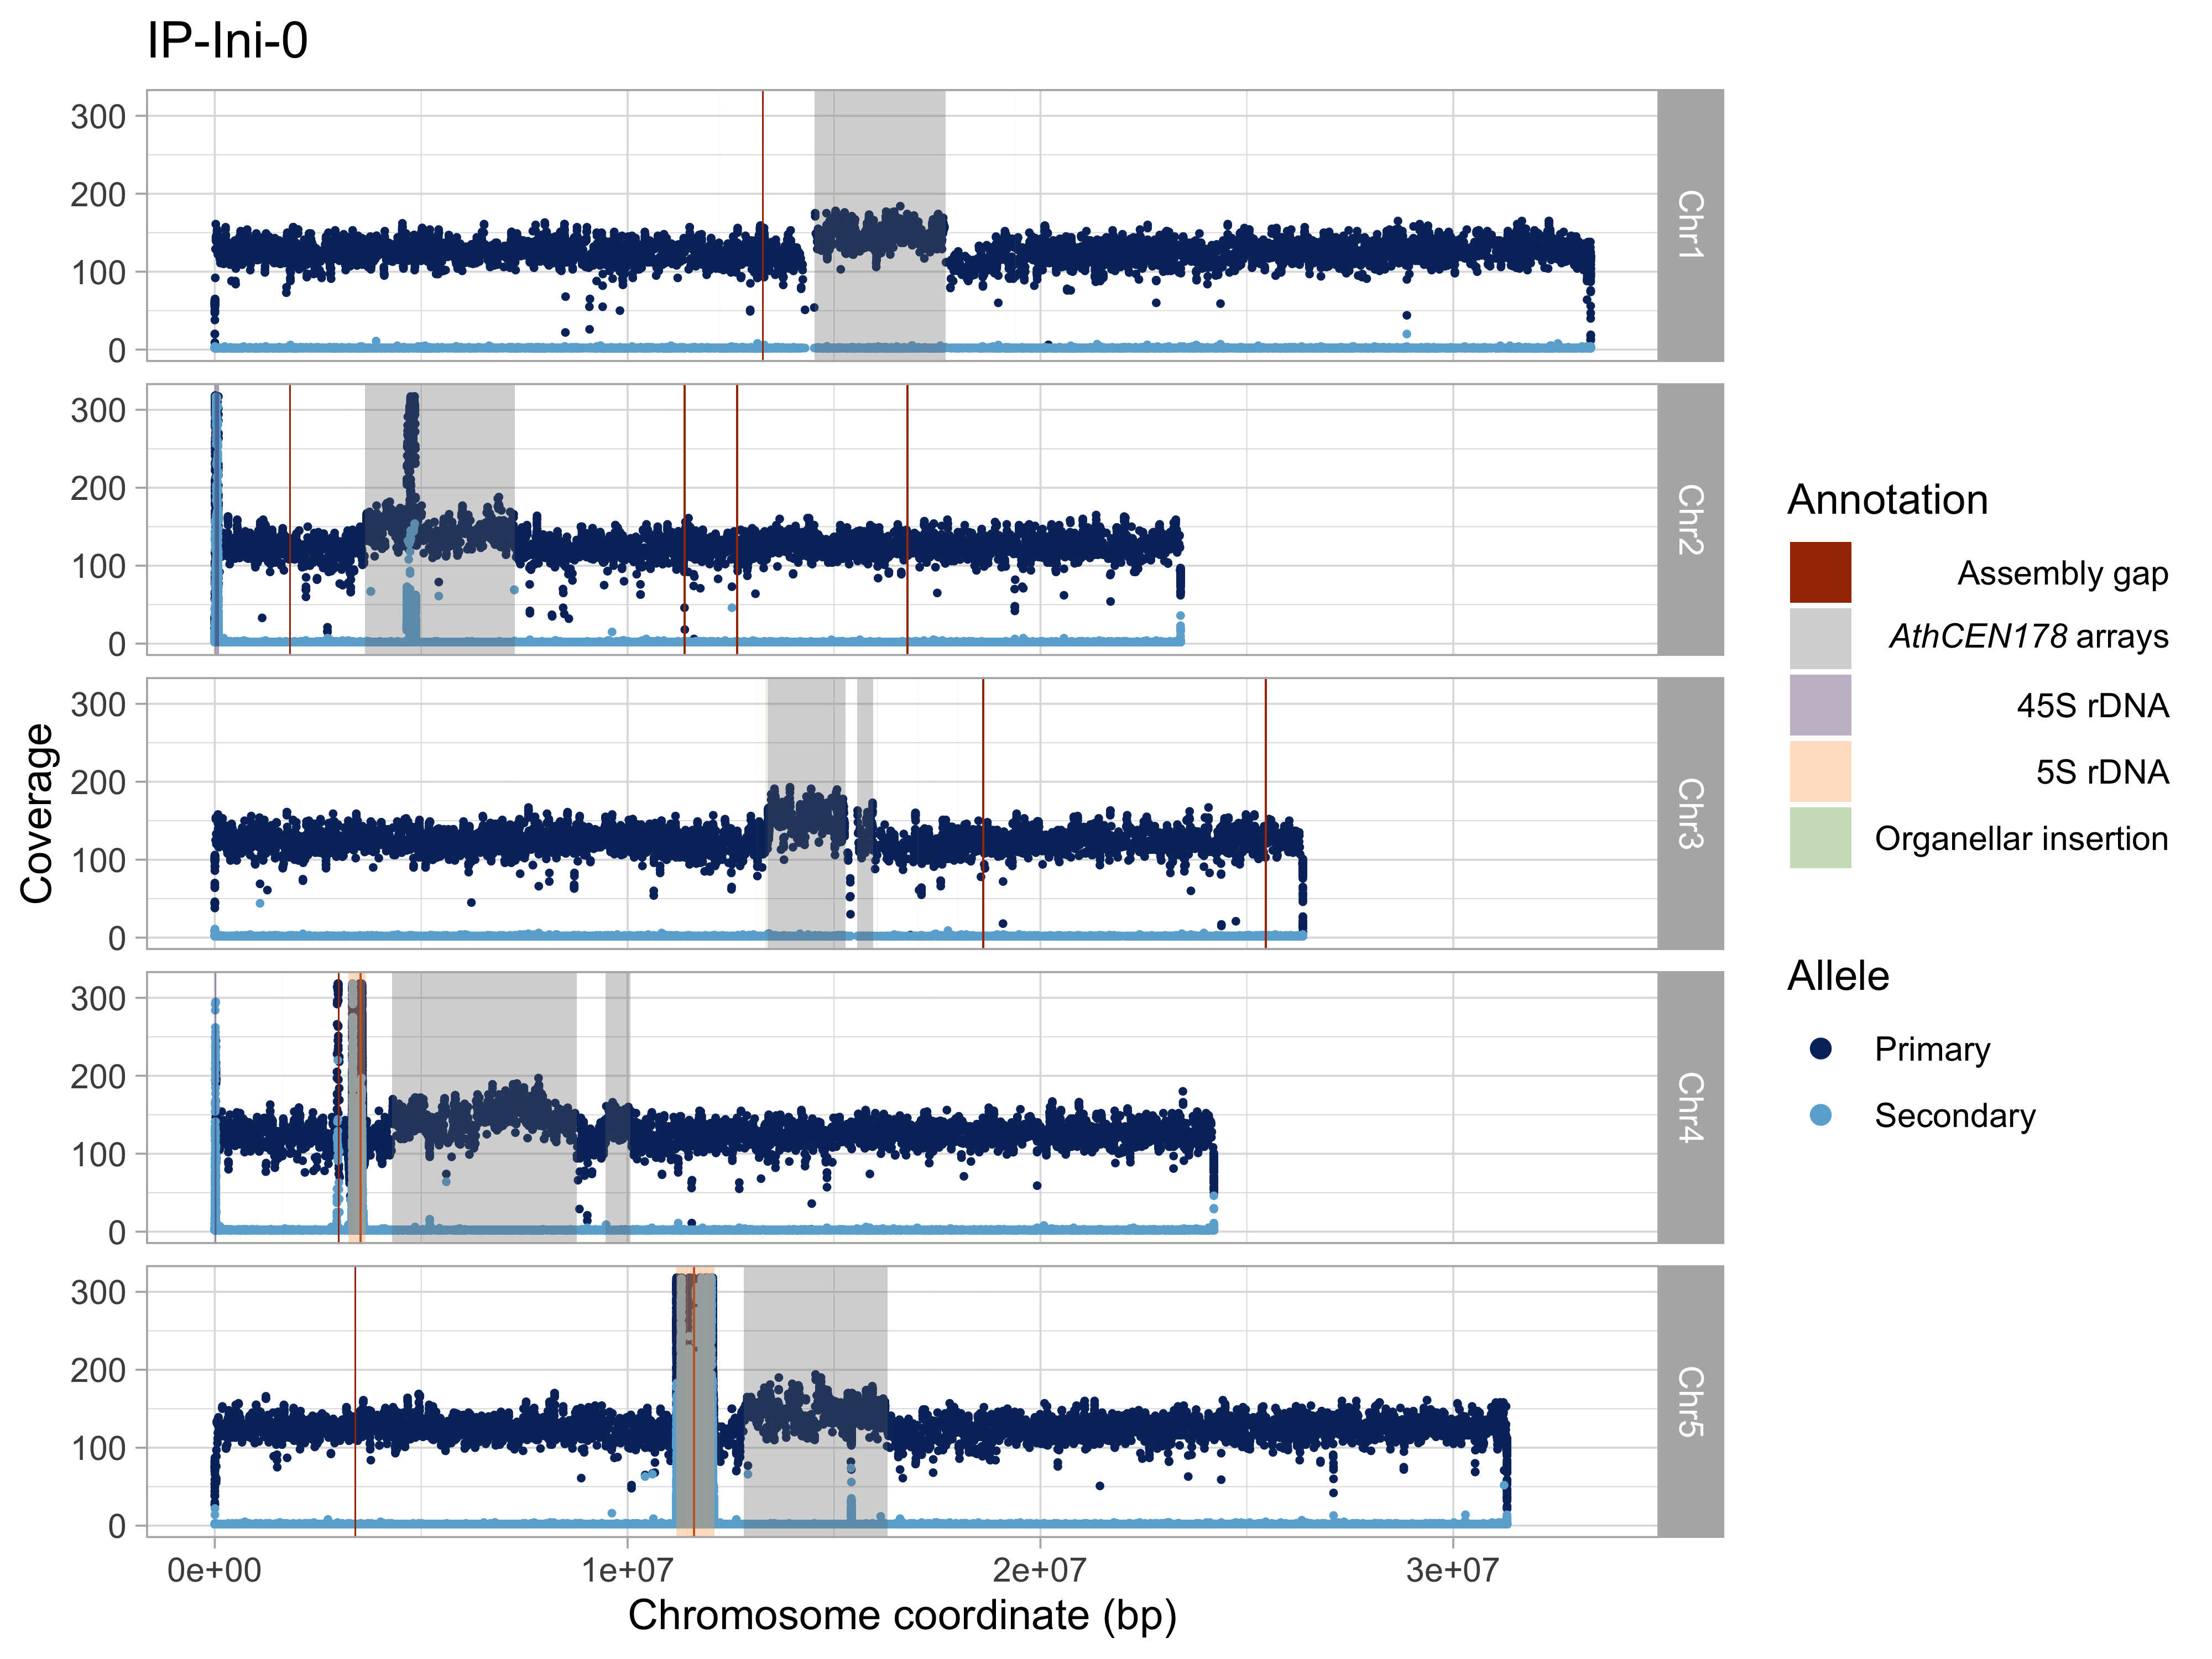 IP-Ini-0
300
200
100
0
Chr1
300
200
100
0
Chr2
300
200
100
0
Chr3
300
200
100
0
Chr4
300
200
100
0
Chr5
Coverage
0e+00 1e+07 2e+07 3e+07
Chromosome coordinate (bp)
Annotation
Assembly gap
AthCEN178 arrays
45S rDNA
5S rDNA
Organellar insertion
Allele
Primary
Secondary